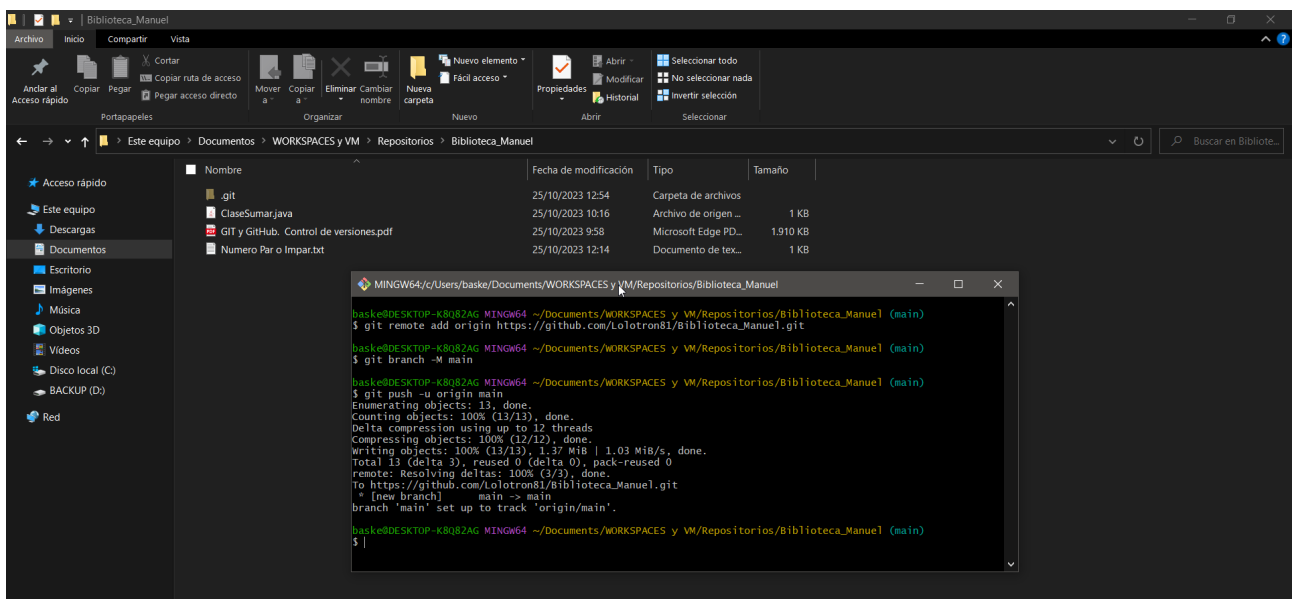 Biblioteca_Manuel
Archivo Inicio Compartir Vista
Anclar al Acceso rápido
Copiar
Pegar
Cortar
Copiar ruta de acceso
Pegar acceso directo
Portapapeles
Mover a
Copiar a
Eliminar
Cambiar nombre
Organizar
Nueva carpeta
Nuevo elemento
Fácil acceso
Nuevo
Propiedades
Abrir
Modificar
Historial
Abrir
Seleccionar todo
No seleccionar nada
Invertir selección
Seleccionar
> Este equipo > Documentos > WORKSPACES y VM > Repositorios > Biblioteca_Manuel
Buscar en Bibliote...
Acceso rápido
Este equipo
Descargas
Documentos
Escritorio
Imágenes
Música
Objetos 3D
Vídeos
Disco local (C:)
BACKUP (D:)
Red
Nombre Fecha de modificación Tipo Tamaño
.git 25/10/2023 12:54 Carpeta de archivos
ClaseSumar.java 25/10/2023 10:16 Archivo de origen ... 1 KB
GIT y GitHub. Control de versiones.pdf 25/10/2023 9:58 Microsoft Edge PD... 1.910 KB
Numero Par o Impar.txt 25/10/2023 12:14 Documento de tex... 1 KB
MINGW64:/c/Users/baske/Documents/WORKSPACES y VM/Repositorios/Biblioteca_Manuel
baske@DESKTOP-K8Q82AG MINGW64 ~/Documents/WORKSPACES y VM/Repositorios/Biblioteca_Manuel (main)
$ git remote add origin https://github.com/Lolotron81/Biblioteca_Manuel.git
baske@DESKTOP-K8Q82AG MINGW64 ~/Documents/WORKSPACES y VM/Repositorios/Biblioteca_Manuel (main)
$ git branch -M main
baske@DESKTOP-K8Q82AG MINGW64 ~/Documents/WORKSPACES y VM/Repositorios/Biblioteca_Manuel (main)
$ git push -u origin main
Enumerating objects: 13, done.
Counting objects: 100% (13/13), done.
Delta compression using up to 12 threads
Compressing objects: 100% (12/12), done.
Writing objects: 100% (13/13), 1.37 MiB | 1.03 MiB/s, done.
Total 13 (delta 3), reused 0 (delta 0), pack-reused 0
remote: Resolving deltas: 100% (3/3), done.
To https://github.com/Lolotron81/Biblioteca_Manuel.git
* [new branch] main -> main
branch 'main' set up to track 'origin/main'.
baske@DESKTOP-K8Q82AG MINGW64 ~/Documents/WORKSPACES y VM/Repositorios/Biblioteca_Manuel (main)
$